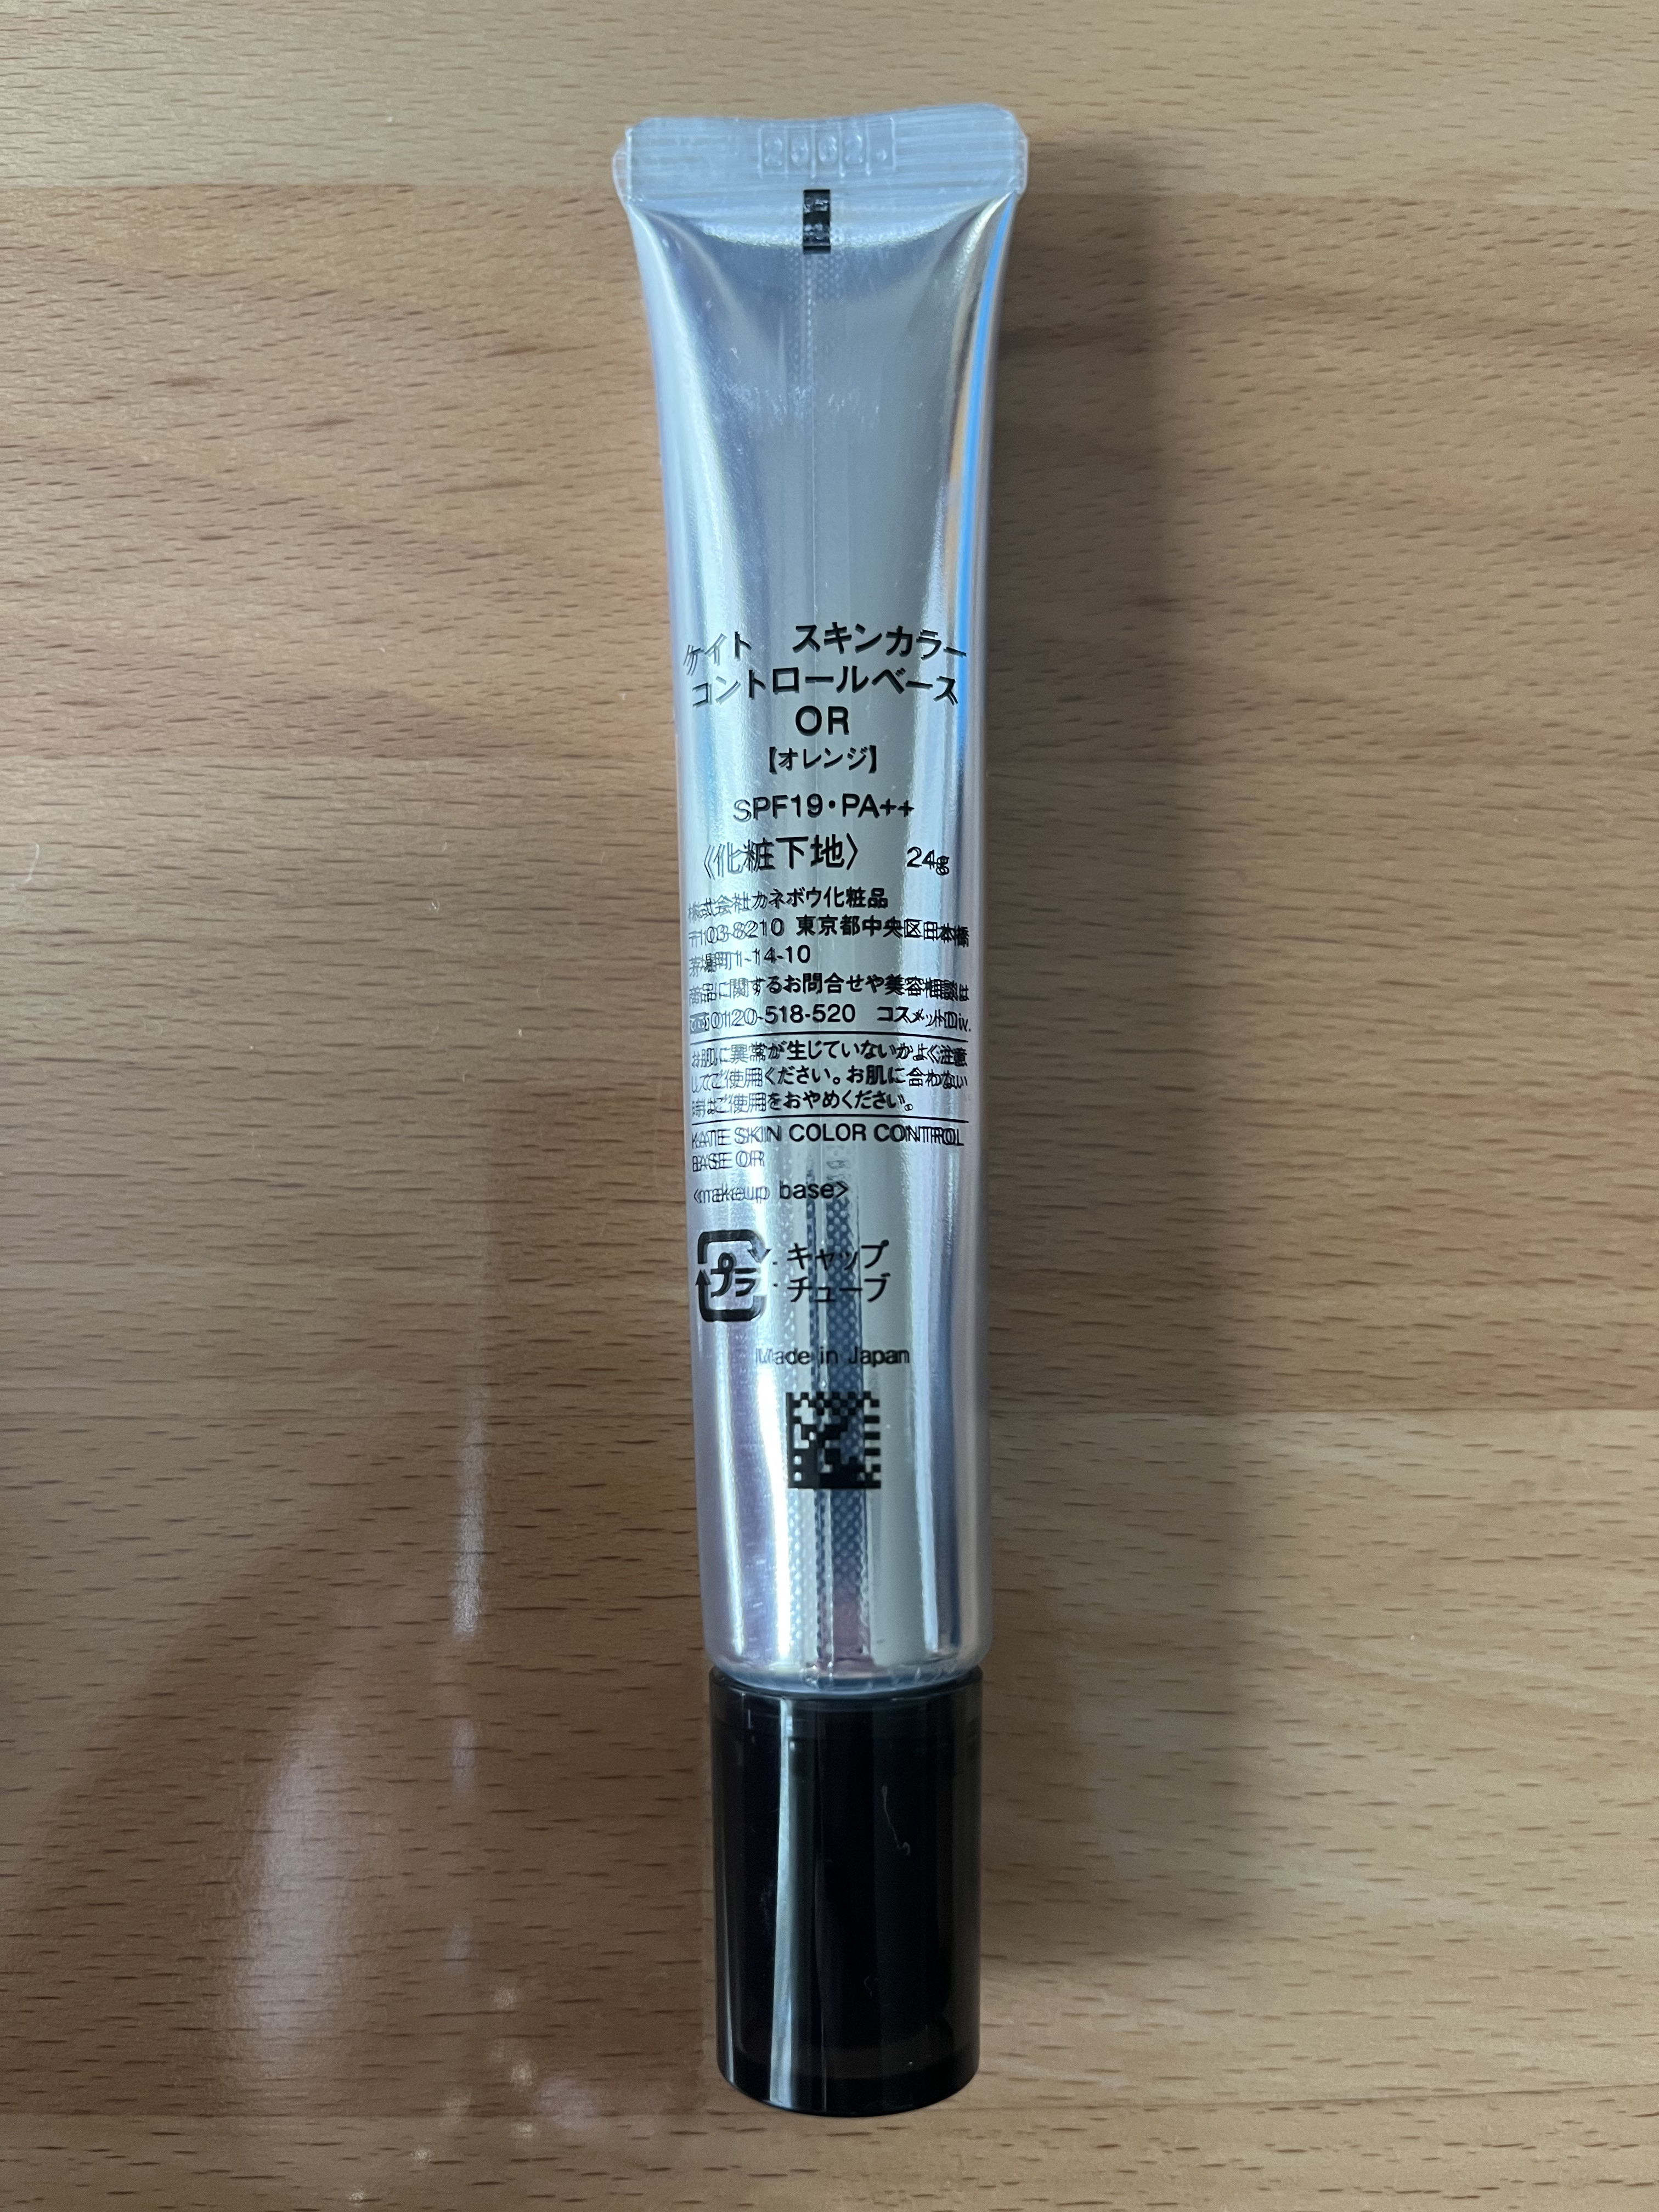 ケイト スキンカラー
コントロールベース
OR
【オレンジ】
SPF19・PA++
〈化粧下地〉 24g
株式会社カネボウ化粧品
〒103-8210 東京都中央区日本橋
茅場町1-14-10
商品に関するお問合せや美容相談は
0120-518-520 コスメットDiv.
お肌に異常が生じていないかよく注意
してご使用ください。お肌に合わない
時はご使用をおやめください。
KATE SKIN COLOR CONTROL
BASE OR
<makeup base>
プラ
・キャップ
・チューブ
Made in Japan